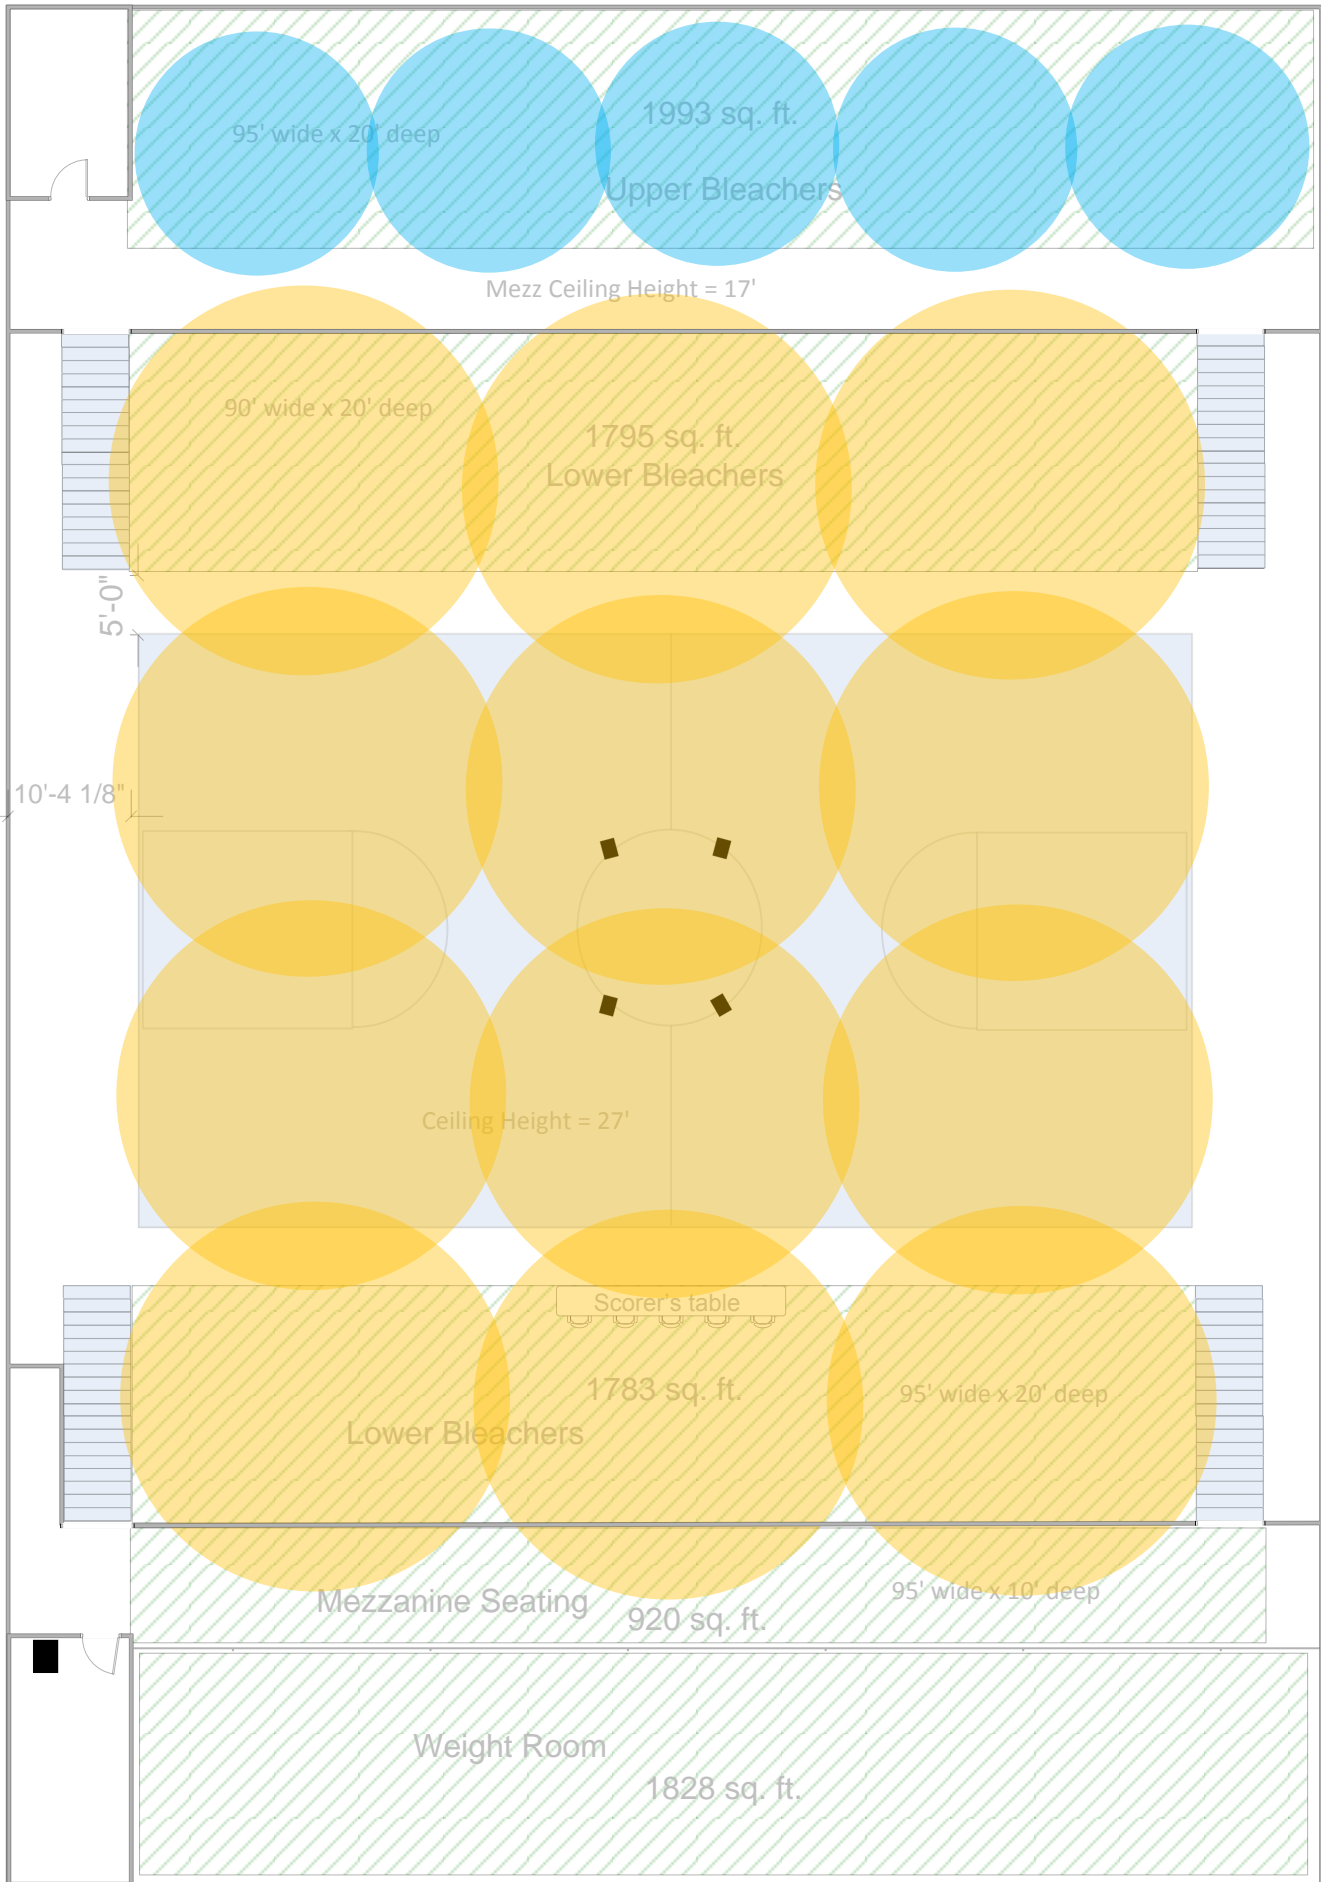 1993 sq. ft.
95' wide x 20' deep
Upper Bleachers
Mezz Ceiling Height = 17'
90' wide x 20' deep
1795 sq. ft.
Lower Bleachers
5'-0"
10'-4 1/8"
Ceiling Height = 27'
Scorer's table
1783 sq. ft.
95' wide x 20' deep
Lower Bleachers
95' wide x 10' deep
Mezzanine Seating
920 sq. ft.
Weight Room
1828 sq. ft.